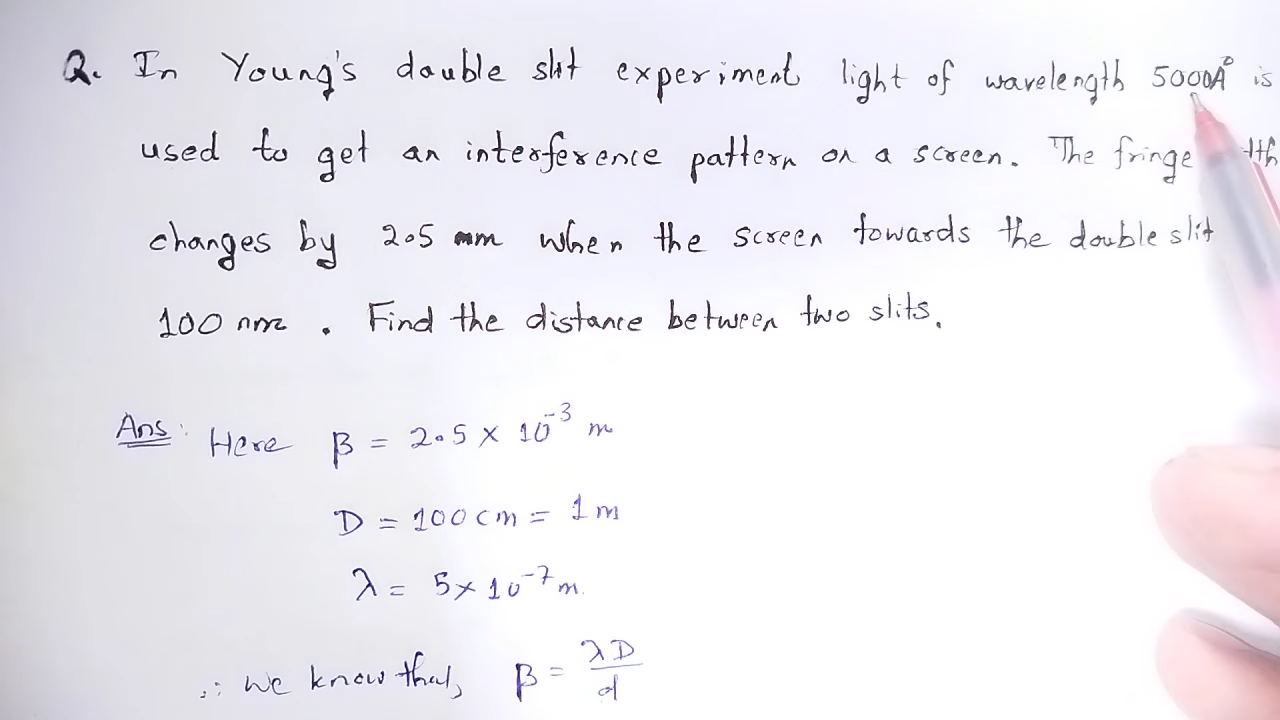 Q. In Young's double slit experiment light of wavelength 5000A° is
used to get an interference pattern on a screen. The fringe
changes by 2.5 mm when the screen towards the double slit
100 . Find the distance between two slits.
Ans: Here β = 2.5 × 10⁻³ m
D = 100 cm = 1 m
λ = 5 × 10⁻⁷ m.
∴ we know that, β = λD/d